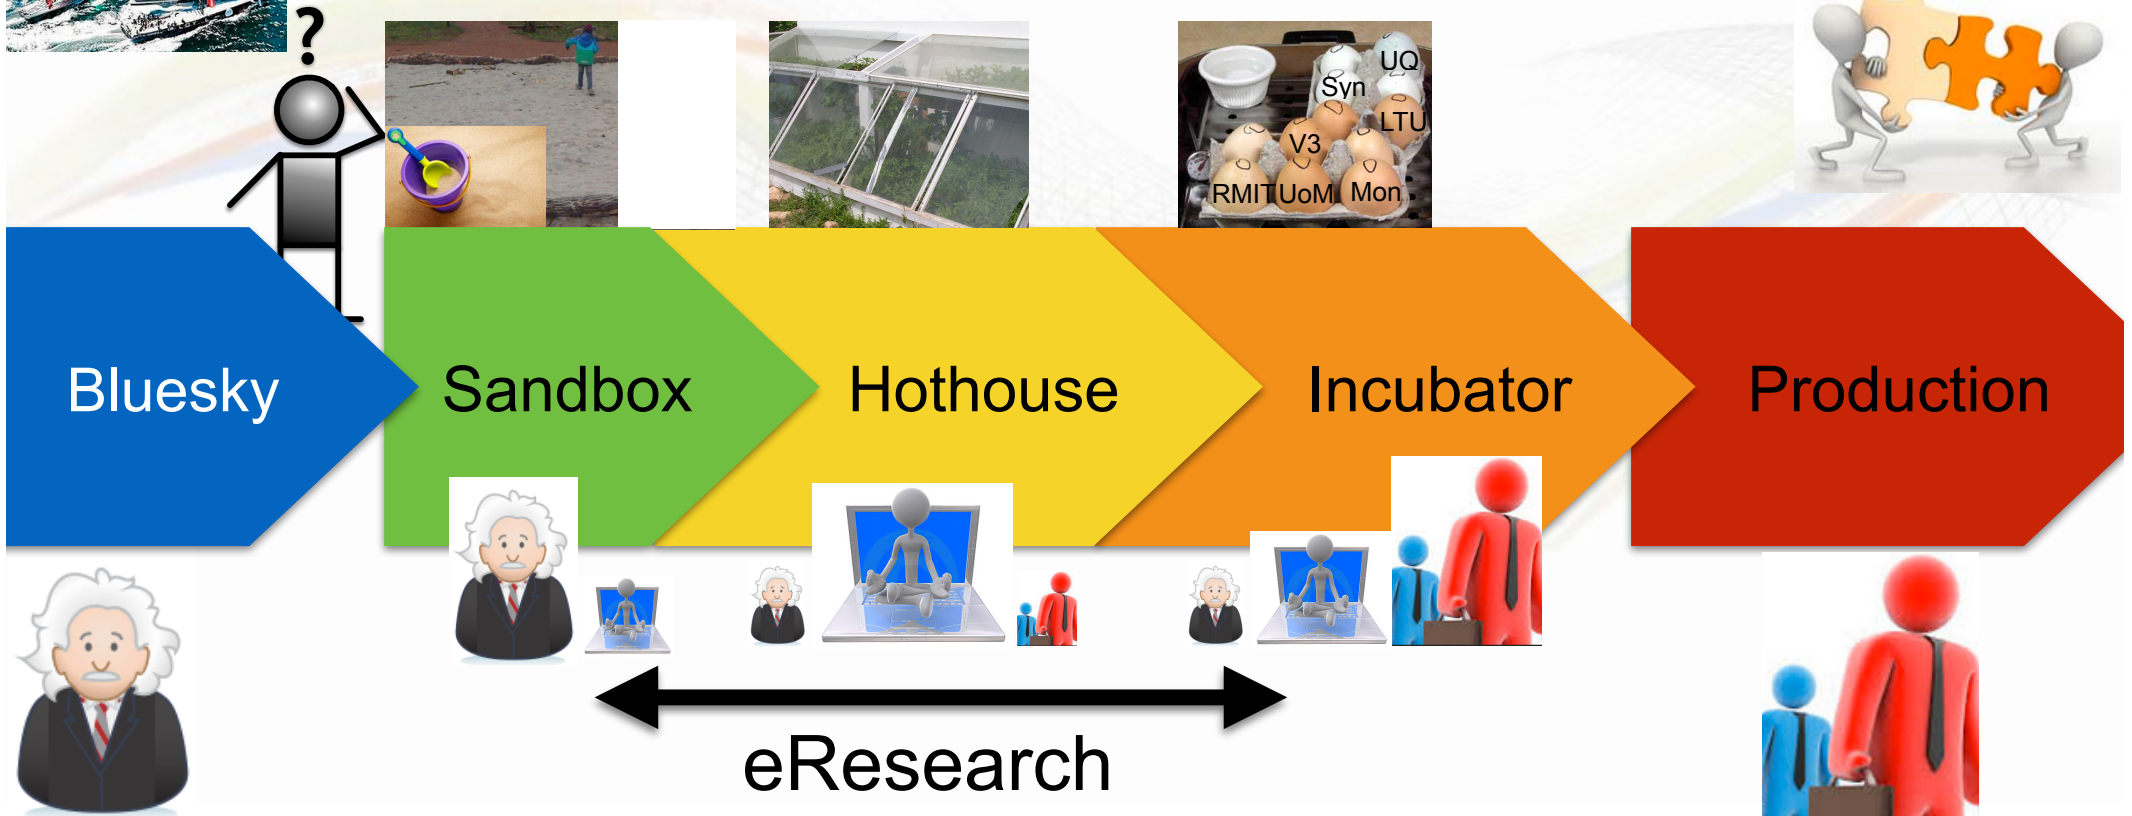 ?
UQ
Syn
LTU
V3
RMIT UoM Mon
Bluesky
Sandbox
Hothouse
Incubator
Production
eResearch